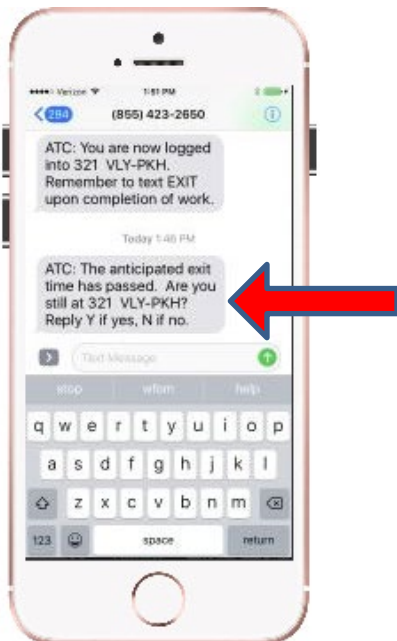 Verizon 1:51 PM
284 (855) 423-2650
ATC: You are now logged
into 321 VLY-PKH.
Remember to text EXIT
upon completion of work.
Today 1:46 PM
ATC: The anticipated exit
time has passed. Are you
still at 321 VLY-PKH?
Reply Y if yes, N if no.
Text Message
stop help
q w e r t y u i o p
a s d f g h j k l
z x c v b n m
123 space return